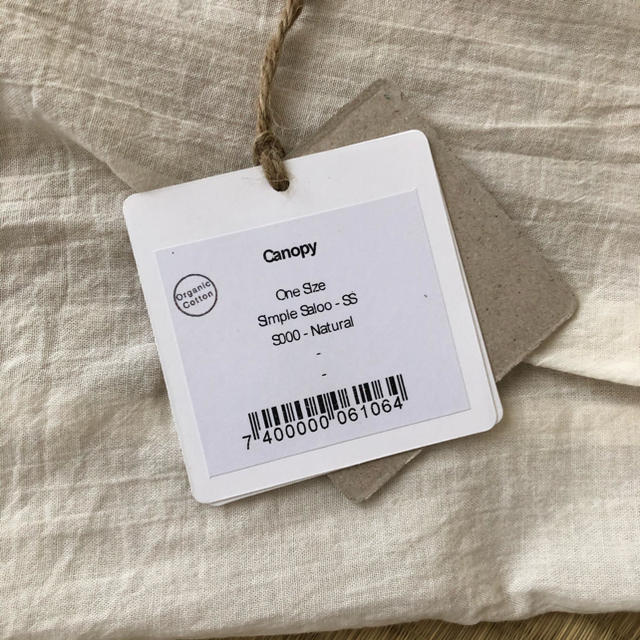 Canopy
Organic
Cotton
One Size
Simple Saloo - SS
S000 - Natural
-
-
7 400000 061064